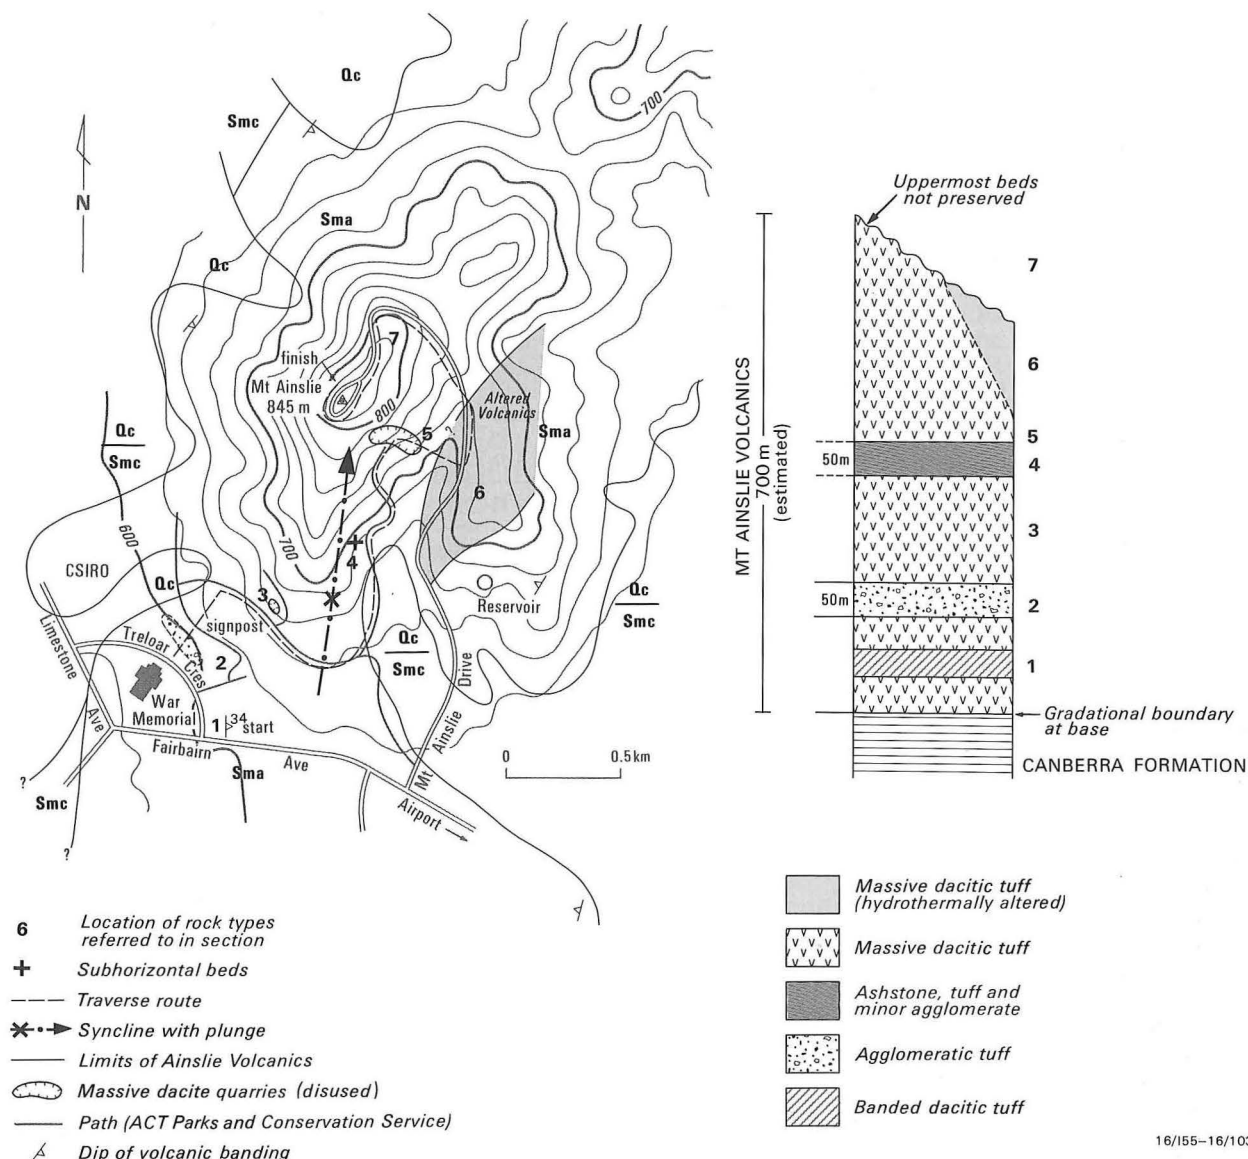 Qc
Smc
700
N
Sma
Qc
7
finish
Mt Ainslie
845 m
800
Altered
Volcanics
Sma
5
?
6
Qc
Smc
600
700
4
CSIRO
Qc
3
signpost
Reservoir
Qc
Smc
Qc
Smc
Limestone
Ave
Treloar
Cres
2
War
Memorial
1
34
start
Fairbairn
Ave
Sma
Mt Ainslie Drive
0 0.5 km
Airport
?
Smc
?
Uppermost beds
not preserved
MT AINSLIE VOLCANICS
700 m
(estimated)
7
6
5
50m
4
3
50m
2
1
Gradational boundary
at base
CANBERRA FORMATION
6 Location of rock types
referred to in section
Subhorizontal beds
Traverse route
Syncline with plunge
Limits of Ainslie Volcanics
Massive dacite quarries (disused)
Path (ACT Parks and Conservation Service)
Dip of volcanic banding
Massive dacitic tuff
(hydrothermally altered)
Massive dacitic tuff
Ashstone, tuff and
minor agglomerate
Agglomeratic tuff
Banded dacitic tuff